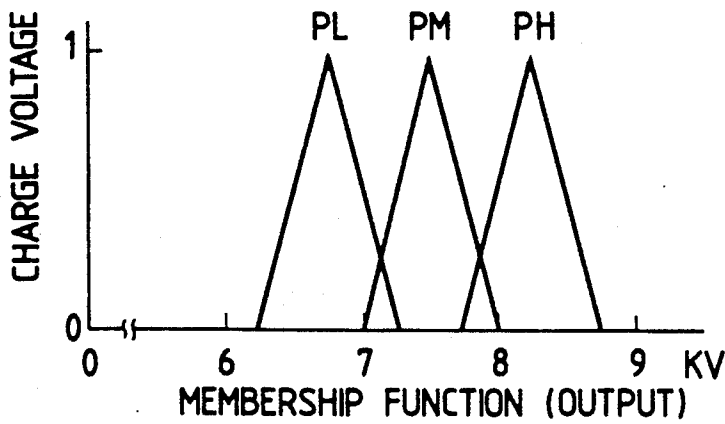 PL PM PH
1
CHARGE VOLTAGE
0
0 6 7 8 9 KV
MEMBERSHIP FUNCTION (OUTPUT)